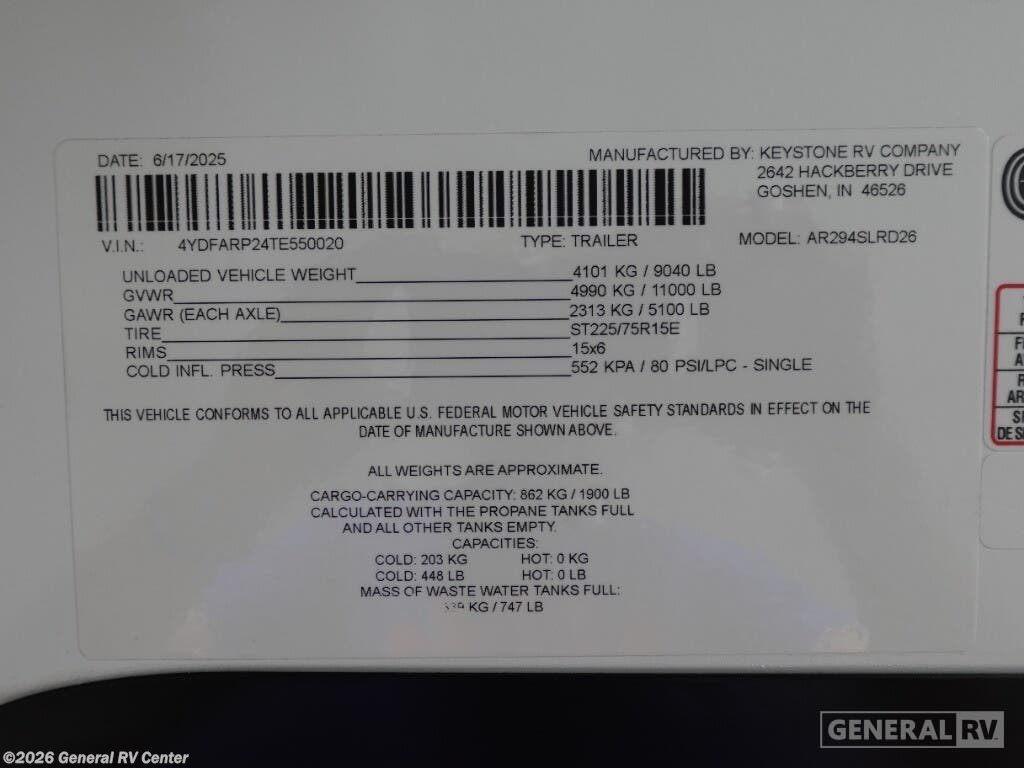 DATE: 6/17/2025
MANUFACTURED BY: KEYSTONE RV COMPANY
2642 HACKBERRY DRIVE
GOSHEN, IN 46526
V.I.N.: 4YDFARP24TE550020 TYPE: TRAILER MODEL: AR294SLRD26
UNLOADED VEHICLE WEIGHT 4101 KG / 9040 LB
GVWR 4990 KG / 11000 LB
GAWR (EACH AXLE) 2313 KG / 5100 LB
TIRE ST225/75R15E
RIMS 15x6
COLD INFL. PRESS 552 KPA / 80 PSI/LPC - SINGLE
THIS VEHICLE CONFORMS TO ALL APPLICABLE U.S. FEDERAL MOTOR VEHICLE SAFETY STANDARDS IN EFFECT ON THE
DATE OF MANUFACTURE SHOWN ABOVE.
ALL WEIGHTS ARE APPROXIMATE.
CARGO-CARRYING CAPACITY: 862 KG / 1900 LB
CALCULATED WITH THE PROPANE TANKS FULL
AND ALL OTHER TANKS EMPTY.
CAPACITIES:
COLD: 203 KG HOT: 0 KG
COLD: 448 LB HOT: 0 LB
MASS OF WASTE WATER TANKS FULL:
KG / 747 LB
GENERAL RV
©2026 General RV Center